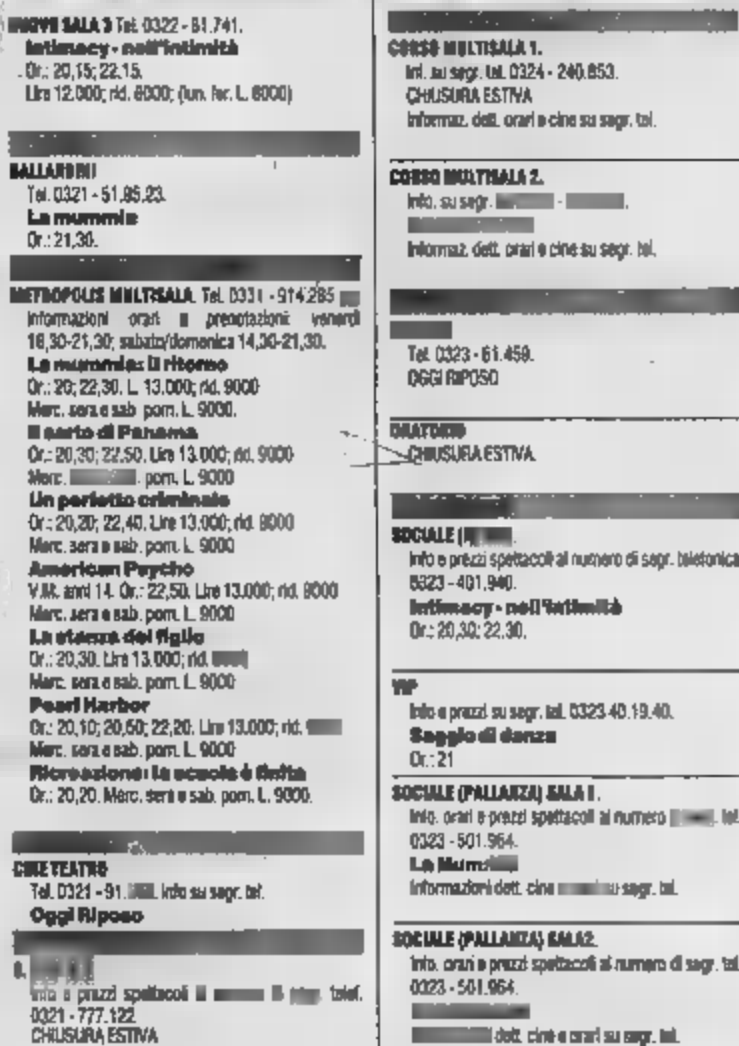 NUOVO SALA 3 Tel. 0322 - 81.741.
Intimacy - nell'intimità
Or.: 20,15; 22,15.
Lire 12.000; rid. 8000; (lun. fer. L. 8000)
BALLARDINI
Tel. 0321 - 51.85.23.
La mummia
Or.: 21,30.
METROPOLIS MULTISALA. Tel. 0331 - 914.285
Informazioni orari e prenotazioni: venerdì
18,30-21,30; sabato/domenica 14,30-21,30.
La mummia: il ritorno
Or.: 20; 22,30. L. 13.000; rid. 9000
Merc. sera e sab. pom. L. 9000.
Il sarto di Panama
Or.: 20,30; 22,50. Lire 13.000; rid. 9000
Merc. pom. L. 9000
Un perfetto criminale
Or.: 20,20; 22,40. Lire 13.000; rid. 9000
Merc. sera e sab. pom. L. 9000
American Psycho
V.M. anni 14. Or.: 22,50. Lire 13.000; rid. 9000
Merc. sera e sab. pom. L. 9000
La stanza del figlio
Or.: 20,30. Lire 13.000; rid.
Merc. sera e sab. pom. L. 9000
Pearl Harbor
Or.: 20,10; 20,50; 22,20. Lire 13.000; rid.
Merc. sera e sab. pom. L. 9000
Ricreazione: la scuola è finita
Or.: 20,20. Merc. sera e sab. pom. L. 9000.
CINE TEATRO
Tel. 0321 - 91. Info su segr. tel.
Oggi Riposo
S.
Info e prezzi spettacoli telef.
0321 - 777.122
CHIUSURA ESTIVA
CORSO MULTISALA 1.
Inf. su segr. tel. 0324 - 240.853.
CHIUSURA ESTIVA
Informaz. dett. orari e cine su segr. tel.
CORSO MULTISALA 2.
Info. su segr.
Informaz. dett. orari e cine su segr. tel.
Tel. 0323 - 61.459.
OGGI RIPOSO
ORATORIO
CHIUSURA ESTIVA.
SOCIALE
Info e prezzi spettacoli al numero di segr. telefonica
0323 - 401.940.
Intimacy - nell'intimità
Or.: 20,30; 22,30.
VIP
Info e prezzi su segr. tel. 0323 40.19.40.
Saggio di danza
Or.: 21
SOCIALE (PALLANZA) SALA 1.
Info. orari e prezzi spettacoli al numero tel.
0323 - 501.964.
La Mum
Informazioni dett. cine su segr. tel.
SOCIALE (PALLANZA) SALA 2.
Info. orari e prezzi spettacoli al numero di segr. tel.
0323 - 501.964.
dett. cine e orari su segr. tel.